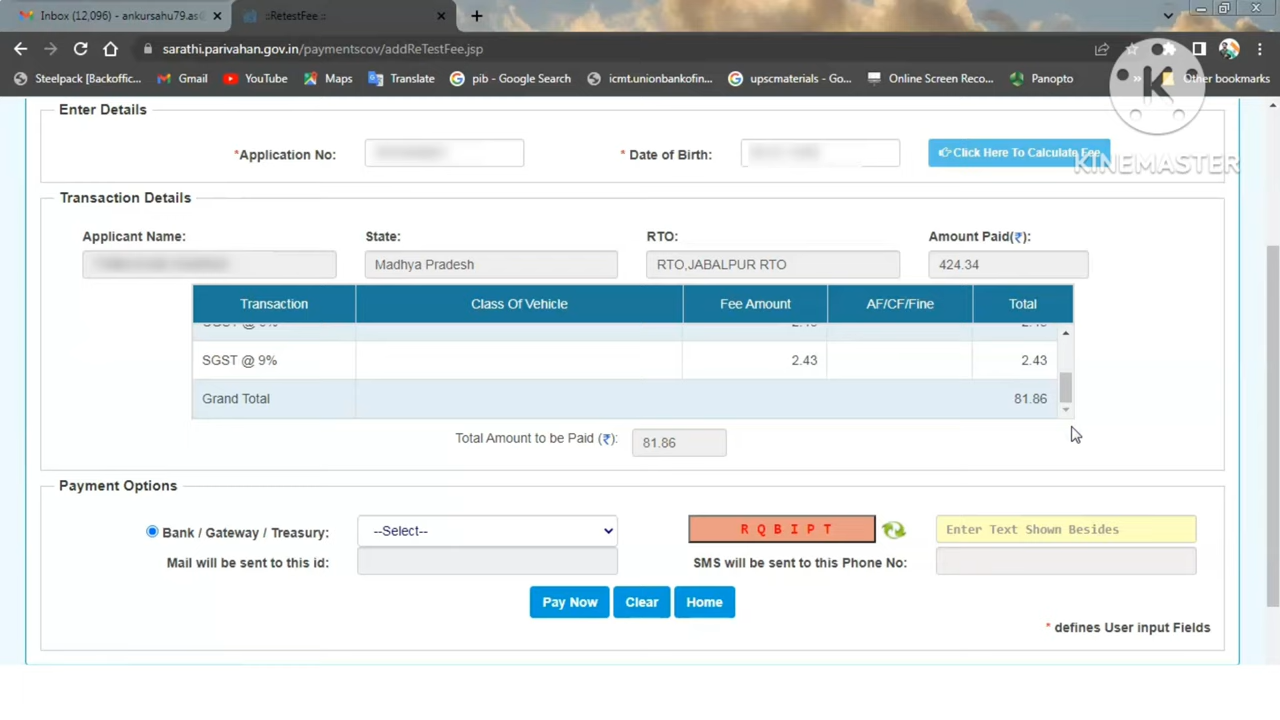 Inbox (12,096) - ankursahu79.as
::RetestFee ::
sarathi.parivahan.gov.in/paymentscov/addReTestFee.jsp
Steelpack [Backoffic... Gmail YouTube Maps Translate pib - Google Search icmt.unionbankofin... upscmaterials - Go... Online Screen Reco... Panopto » Other bookmarks
K
KINEMASTER
Enter Details
*Application No:
* Date of Birth:
Click Here To Calculate Fee
Transaction Details
Applicant Name: State: RTO: Amount Paid(₹):
Madhya Pradesh RTO,JABALPUR RTO 424.34
Transaction Class Of Vehicle Fee Amount AF/CF/Fine Total
SGST @ 9% 2.43 2.43
Grand Total 81.86
Total Amount to be Paid (₹): 81.86
Payment Options
Bank / Gateway / Treasury: --Select-- RQBIPT Enter Text Shown Besides
Mail will be sent to this id: SMS will be sent to this Phone No:
Pay Now Clear Home
* defines User input Fields